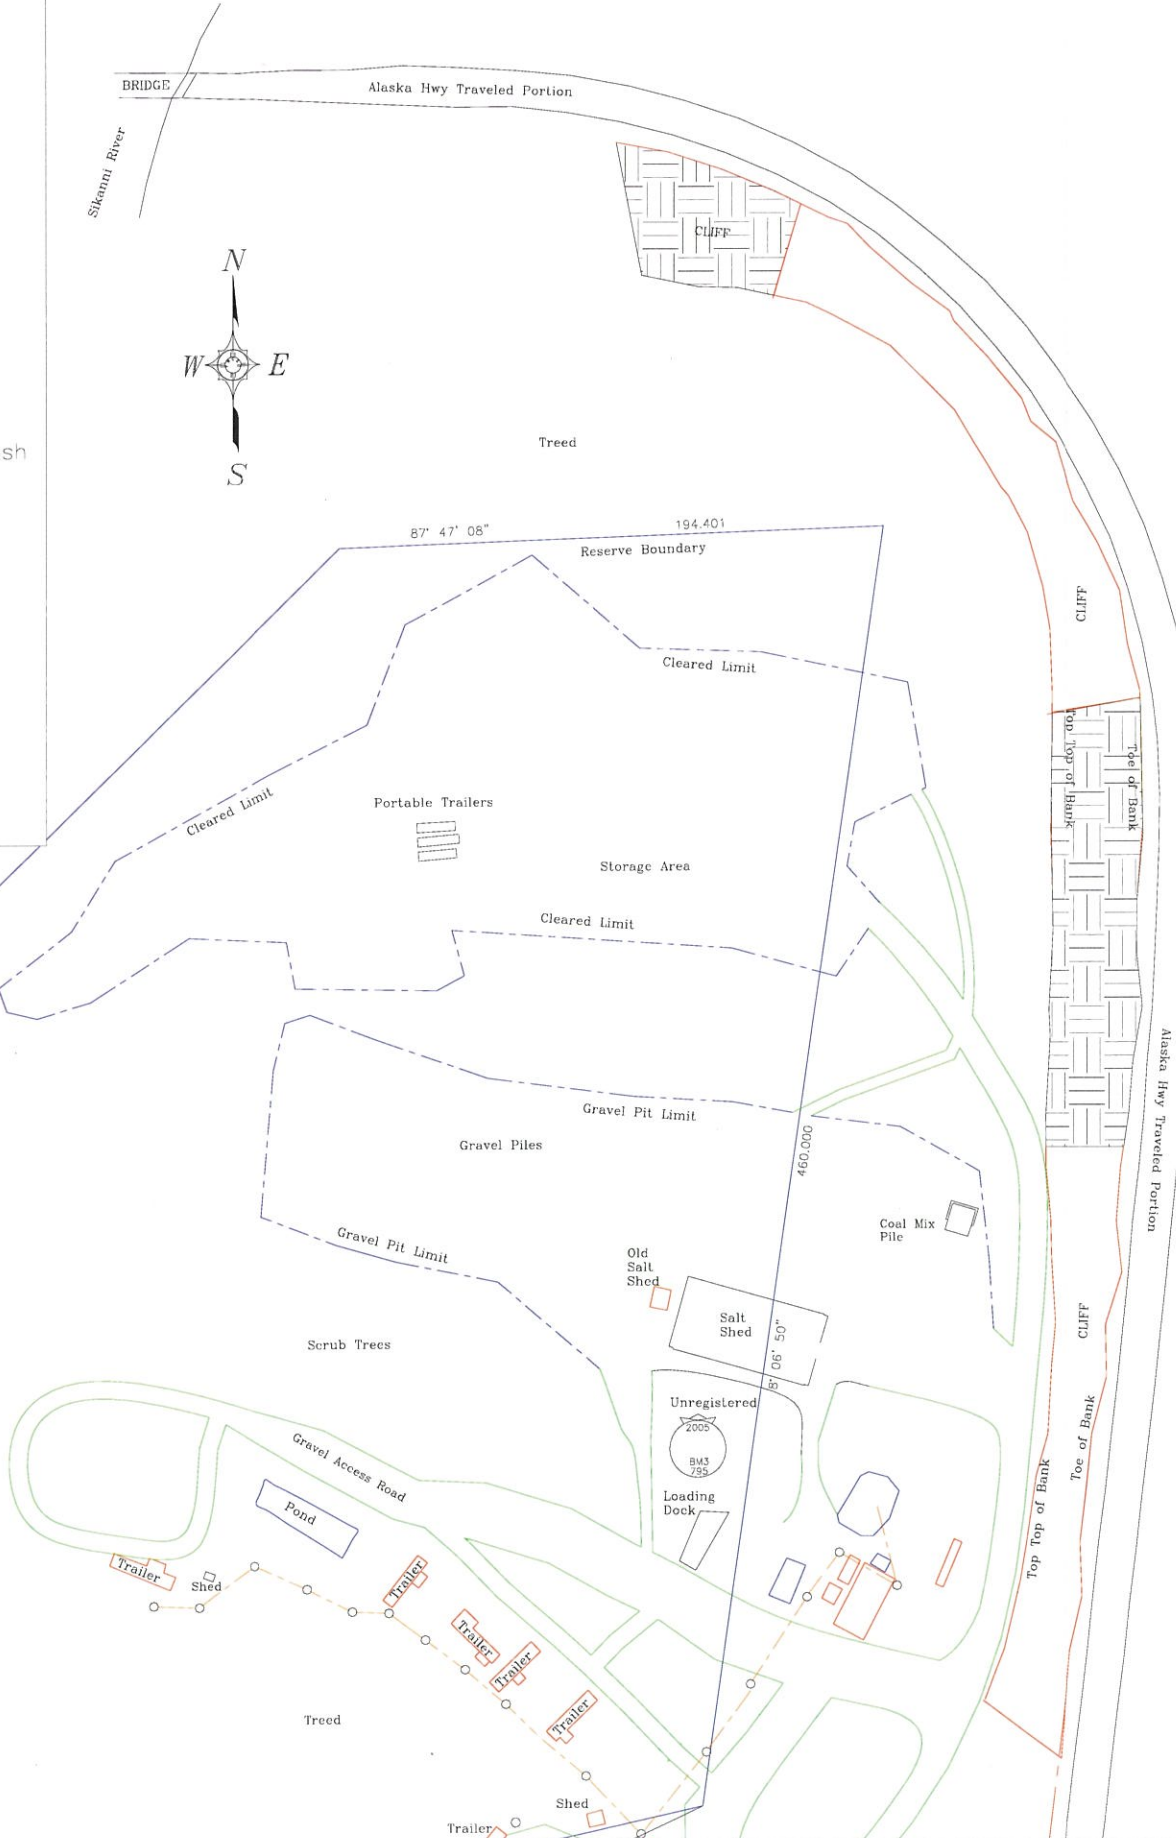 BRIDGE
Alaska Hwy Traveled Portion
Sikanni River
CLIFF
N
W
E
S
sh
Treed
87° 47' 08"
194.401
Reserve Boundary
CLIFF
Cleared Limit
Top Top of Bank
Toe of Bank
Cleared Limit
Portable Trailers
Storage Area
Cleared Limit
Alaska Hwy Traveled Portion
Gravel Pit Limit
460.000
Gravel Piles
Coal Mix
Pile
Gravel Pit Limit
Old
Salt
Shed
Salt
Shed
8° 06' 50"
CLIFF
Scrub Trees
Unregistered
2005
BM3
795
Toe of Bank
Gravel Access Road
Top Top of Bank
Loading
Dock
Pond
Trailer
Shed
Trailer
Trailer
Trailer
Trailer
Treed
Shed
Trailer